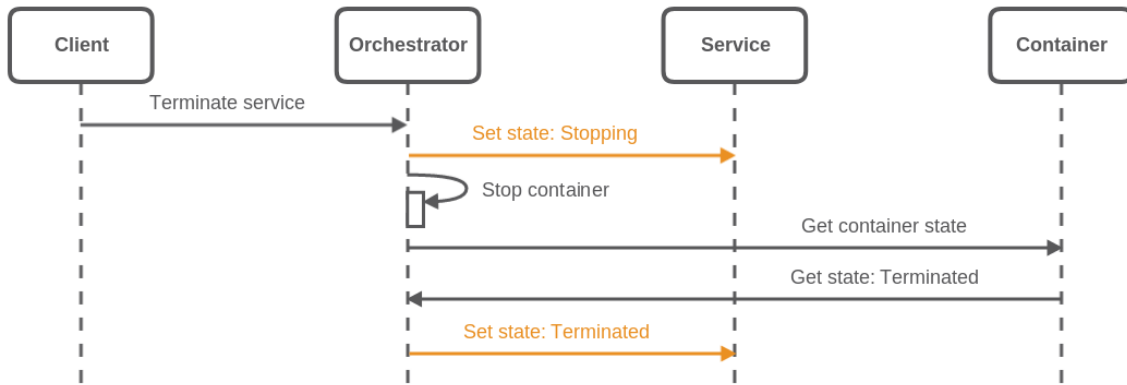 Client
Orchestrator
Service
Container
Terminate service
Set state: Stopping
Stop container
Get container state
Get state: Terminated
Set state: Terminated